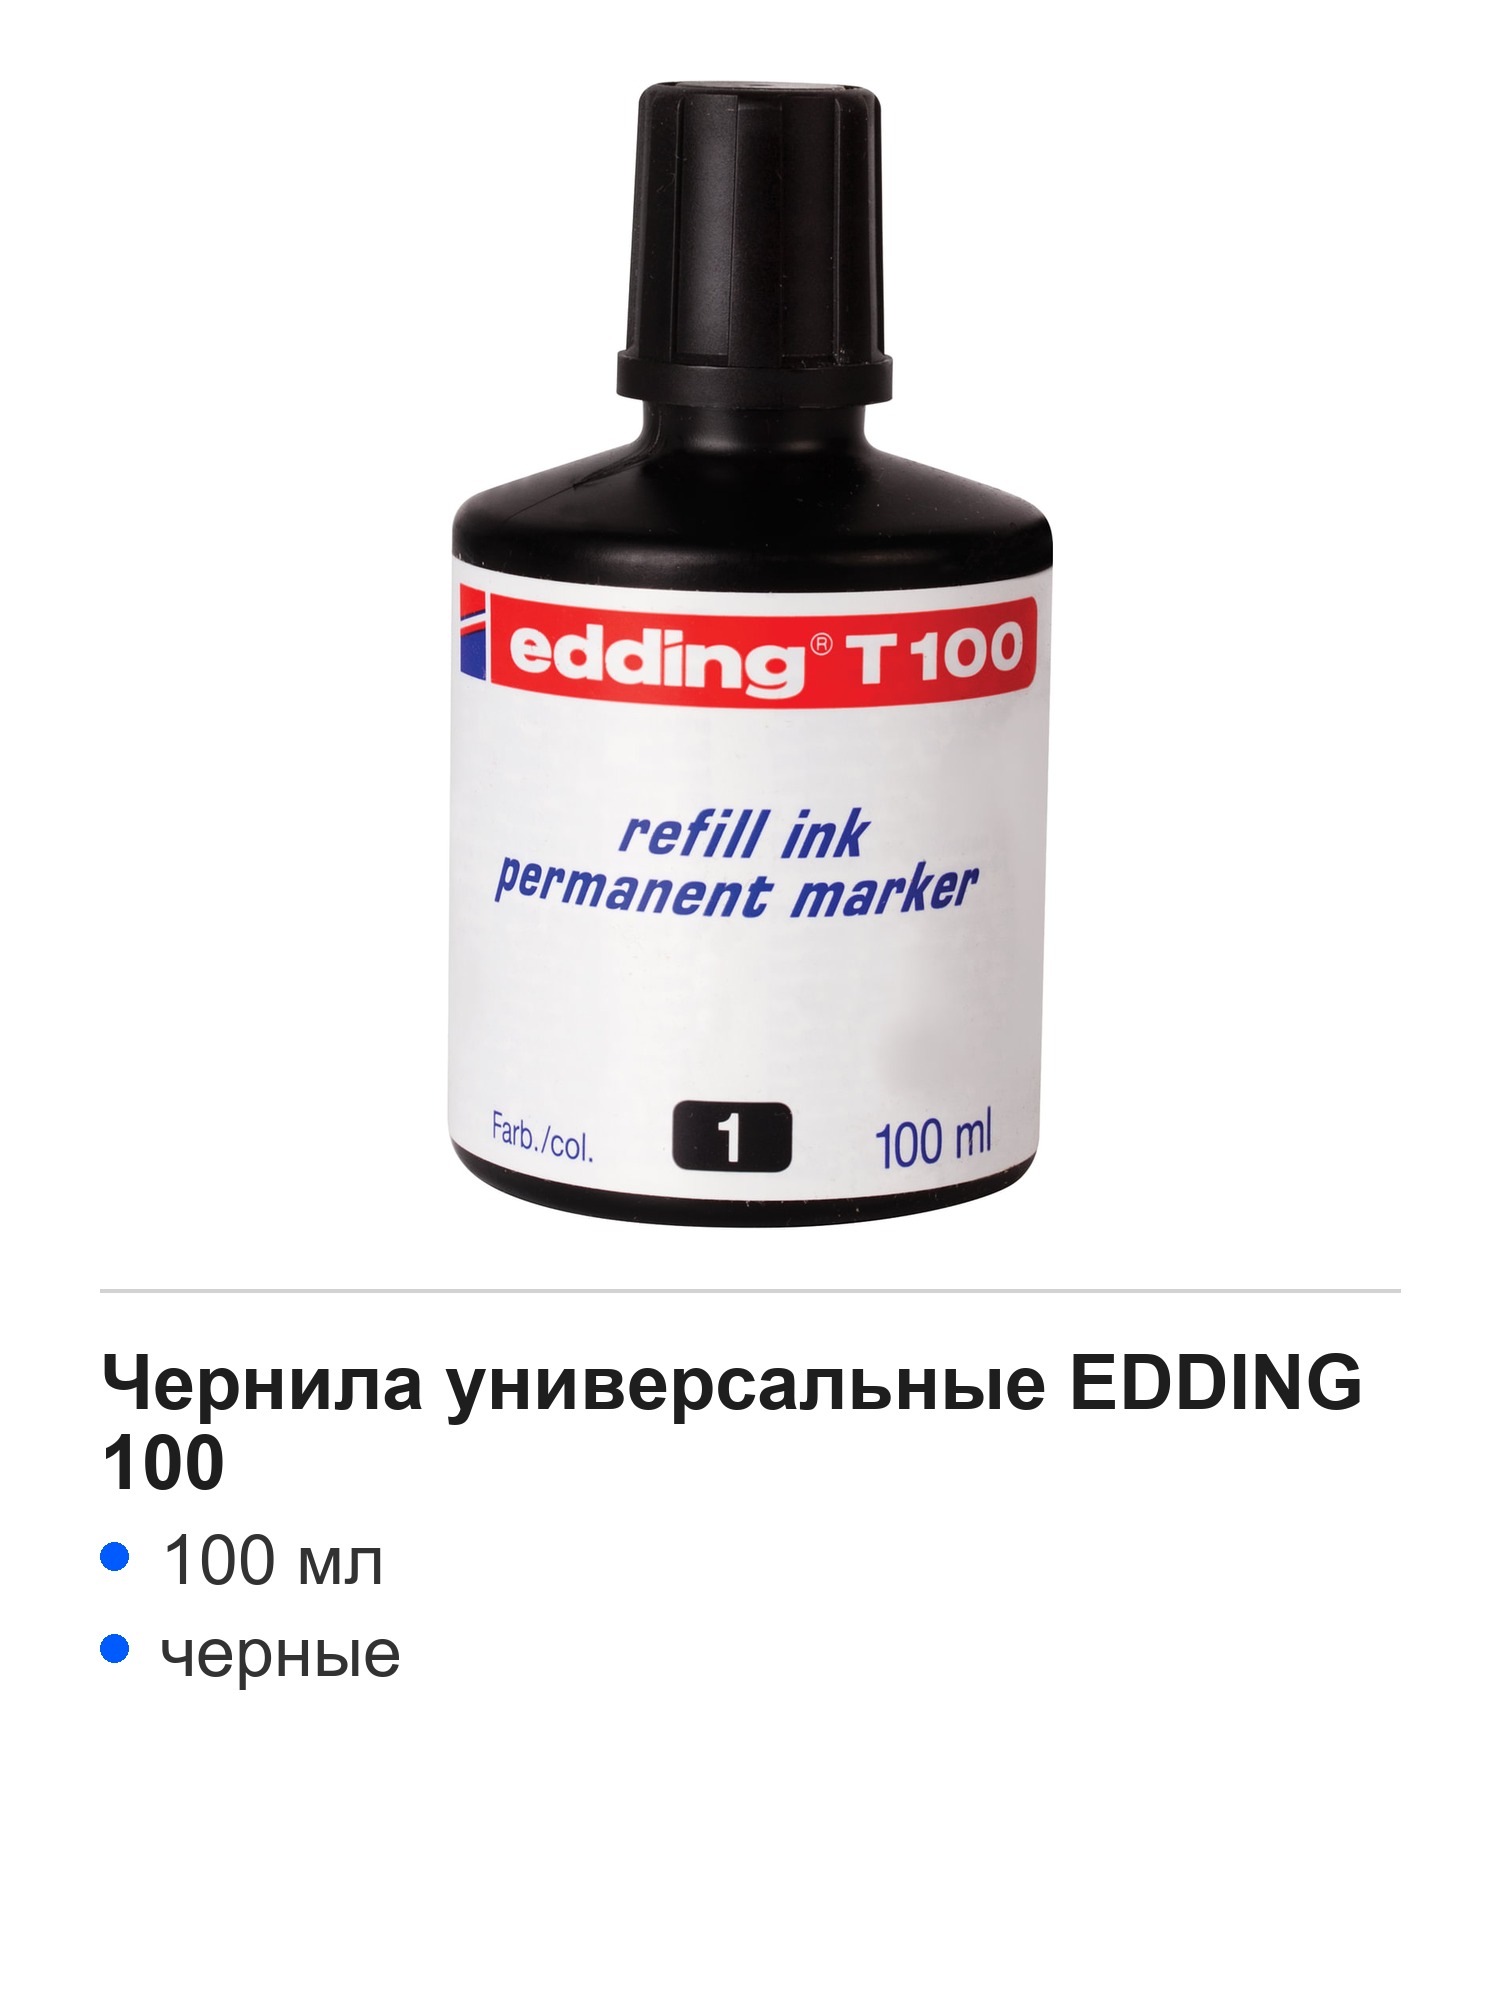 edding® T 100
refill ink
permanent marker
Farb./col. 1 100 ml
Чернила универсальные EDDING
100
100 мл
черные